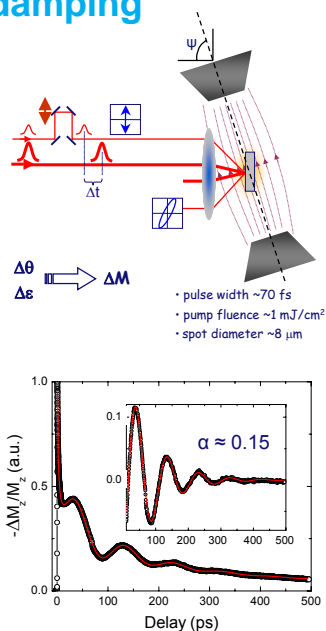 damping
Ψ
Δt
Δθ
Δε
ΔM
• pulse width ~70 fs
• pump fluence ~1 mJ/cm²
• spot diameter ~8 μm
1.0
0.5
0.0
-ΔMz/Mz (a.u.)
0.1
0.0
α ≈ 0.15
100 200 300 400 500
0 100 200 300 400 500
Delay (ps)